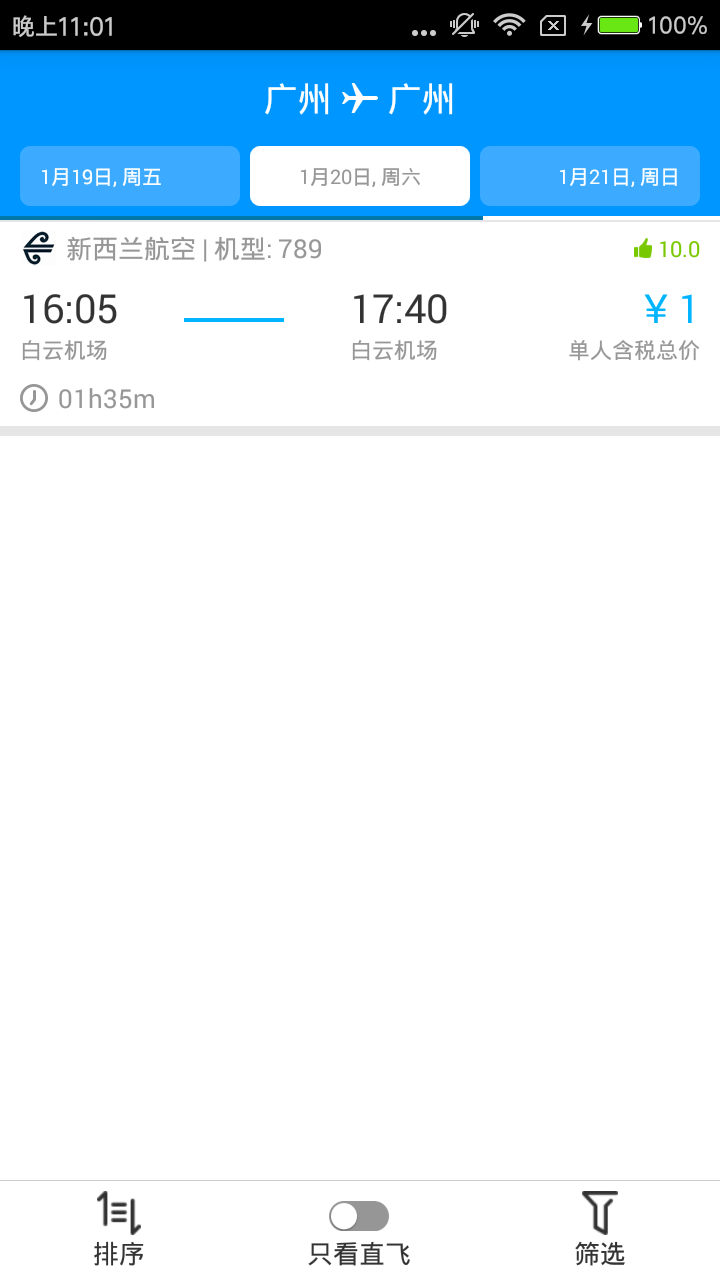 晚上11:01
100%
广州 广州
1月19日, 周五
1月20日, 周六
1月21日, 周日
新西兰航空 | 机型: 789
10.0
16:05
17:40
¥ 1
白云机场
白云机场
单人含税总价
01h35m
排序
只看直飞
筛选